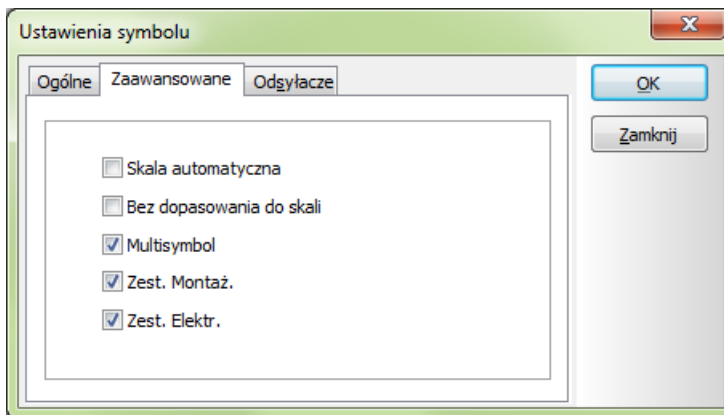 Ustawienia symbolu
Ogólne Zaawansowane Odsyłacze
OK
Zamknij
Skala automatyczna
Bez dopasowania do skali
Multisymbol
Zest. Montaż.
Zest. Elektr.